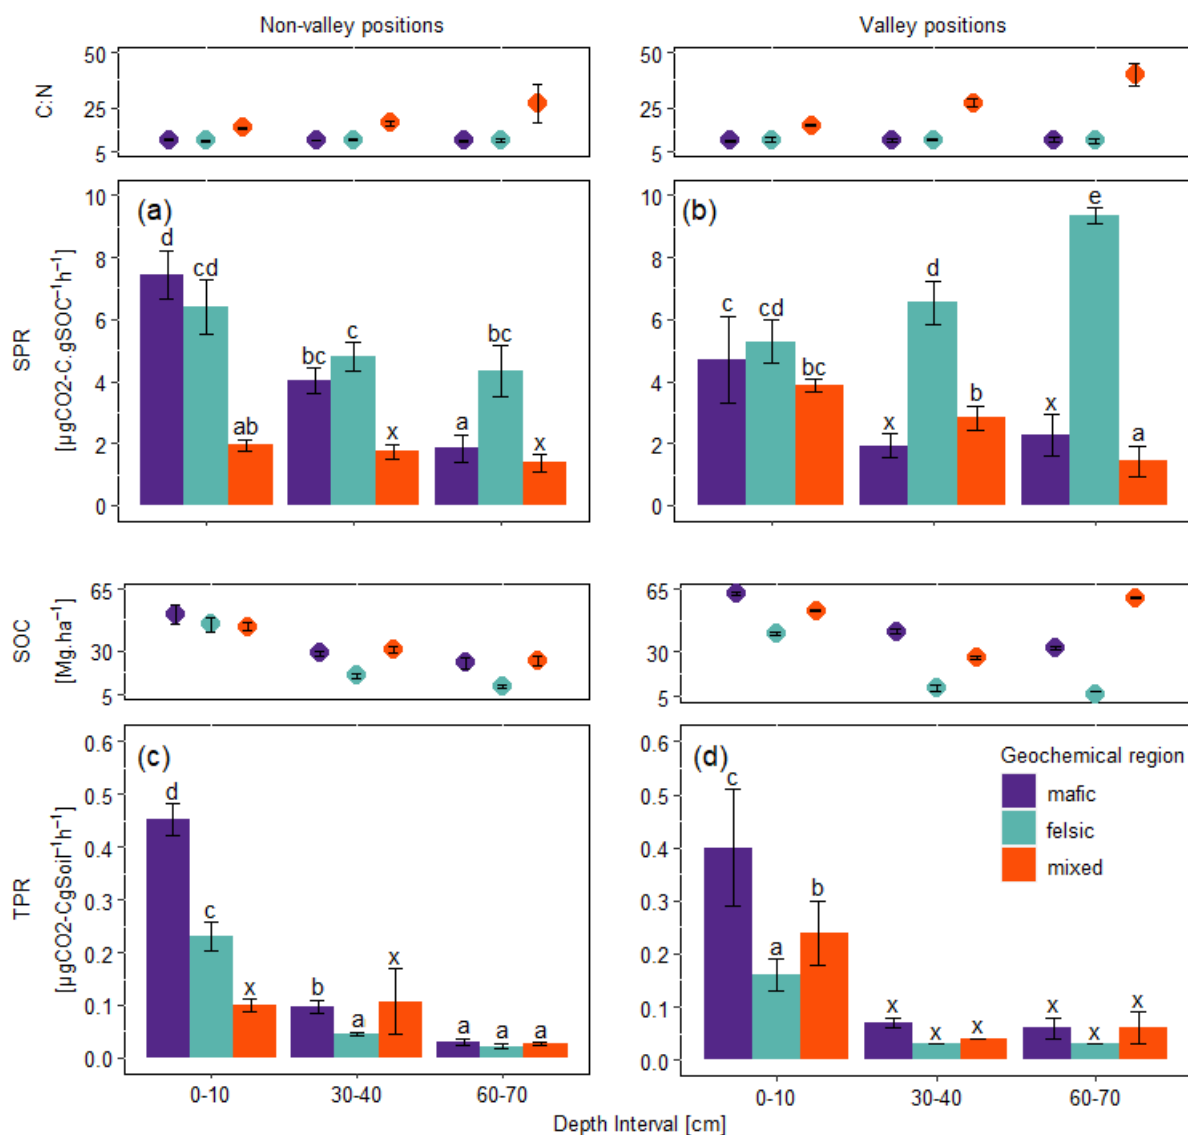 Non-valley positions
Valley positions
C:N
50
25
5
50
25
5
SPR
[µgCO2-C.gSOC⁻¹h⁻¹]
10
8
6
4
2
0
(a)
d
cd
ab
bc
c
x
a
bc
x
10
8
6
4
2
0
(b)
c
cd
bc
x
d
b
x
e
a
SOC
[Mg.ha⁻¹]
65
30
5
65
30
5
TPR
[µgCO2-CgSoil⁻¹h⁻¹]
0.6
0.5
0.4
0.3
0.2
0.1
0.0
(c)
d
c
x
b
a
x
a
a
a
0-10
30-40
60-70
0.6
0.5
0.4
0.3
0.2
0.1
0.0
(d)
c
a
b
x
x
x
x
x
x
Geochemical region
mafic
felsic
mixed
0-10
30-40
60-70
Depth Interval [cm]